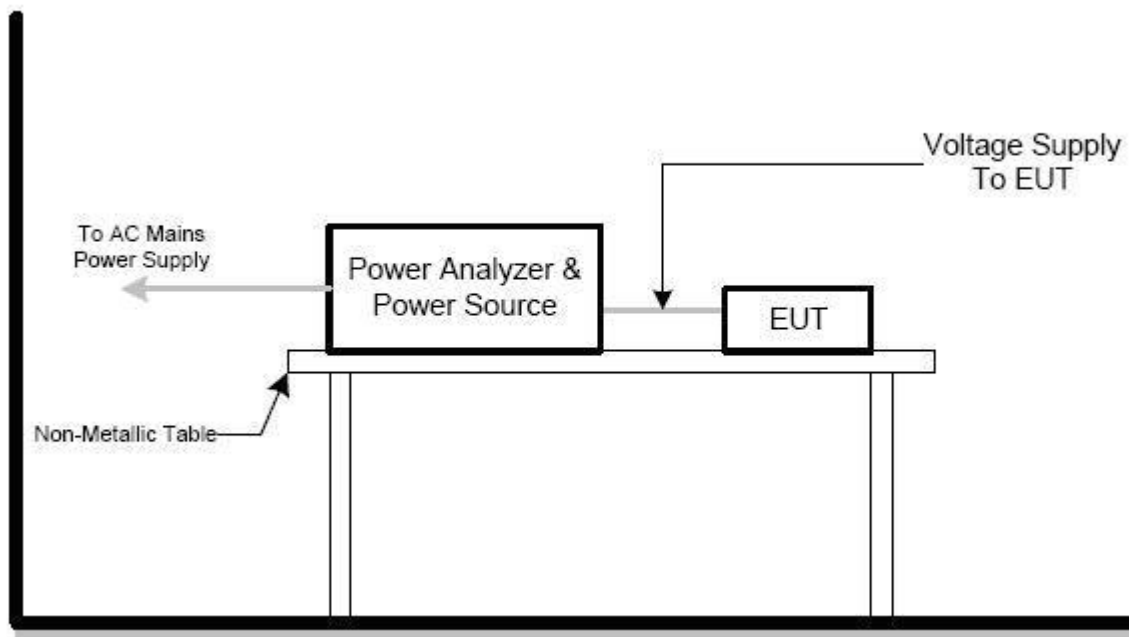 Voltage Supply
To EUT
To AC Mains
Power Supply
Power Analyzer &
Power Source
EUT
Non-Metallic Table